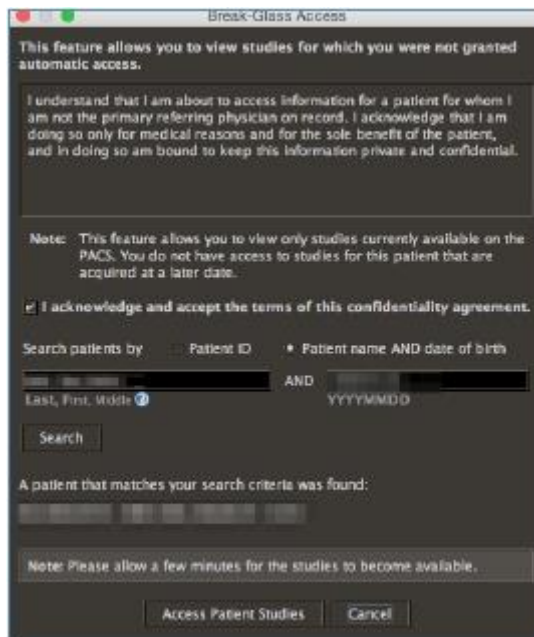 Break-Glass Access
This feature allows you to view studies for which you were not granted
automatic access.
I understand that I am about to access information for a patient for whom I
am not the primary referring physician on record. I acknowledge that I am
doing so only for medical reasons and for the sole benefit of the patient,
and in doing so am bound to keep this information private and confidential.
Note: This feature allows you to view only studies currently available on the
PACS. You do not have access to studies for this patient that are
acquired at a later date.
I acknowledge and accept the terms of this confidentiality agreement.
Search patients by Patient ID Patient name AND date of birth
AND
Last, First, Middle ? YYYYMMDD
Search
A patient that matches your search criteria was found:
Note: Please allow a few minutes for the studies to become available.
Access Patient Studies Cancel